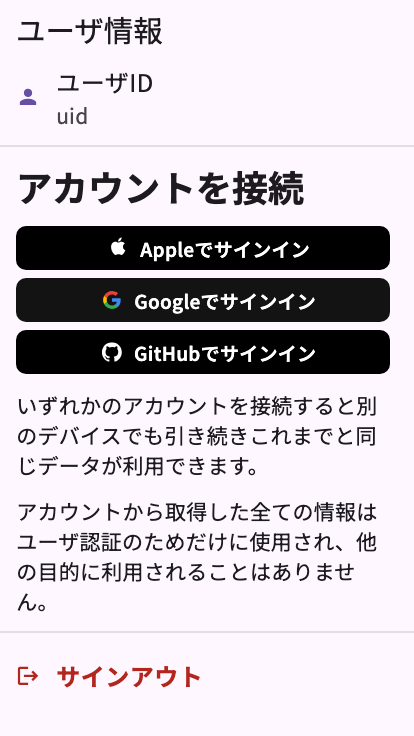 ユーザ情報
ユーザID
uid
アカウントを接続
Appleでサインイン
Googleでサインイン
GitHubでサインイン
いずれかのアカウントを接続すると別
のデバイスでも引き続きこれまでと同
じデータが利用できます。
アカウントから取得した全ての情報は
ユーザ認証のためだけに使用され、他
の目的に利用されることはありませ
ん。
サインアウト